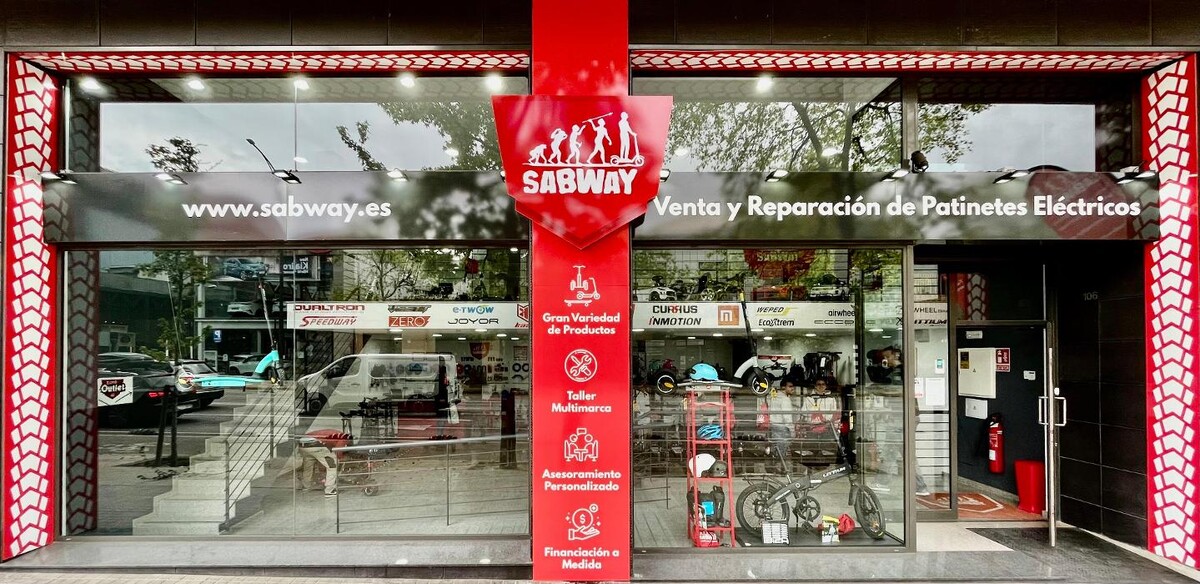 SABWAY
www.sabway.es
Venta y Reparación de Patinetes Eléctricos
Gran Variedad
de Productos
Taller
Multimarca
Asesoramiento
Personalizado
Financiación a
Medida
DUALTRON
SPEEDWAY
ZERO
E-TWOW
JOYOR
CURRUS
INMOTION
WEPED
EcoXtrem
airwheel
Outlet
106